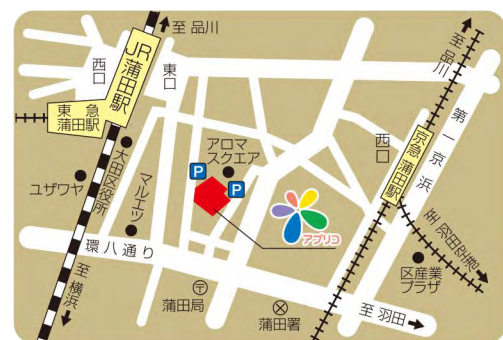 至 品川
JR蒲田駅
西口
東口
東急
蒲田駅
大田区役所
ユザワヤ
マルエツ
アロマ
スクエア
P
P
アプリコ
環八通り
至 横浜
蒲田局
蒲田署
至 羽田
至 品川
第一京浜
京急蒲田駅
西口
至 羽田空港
区産業
プラザ